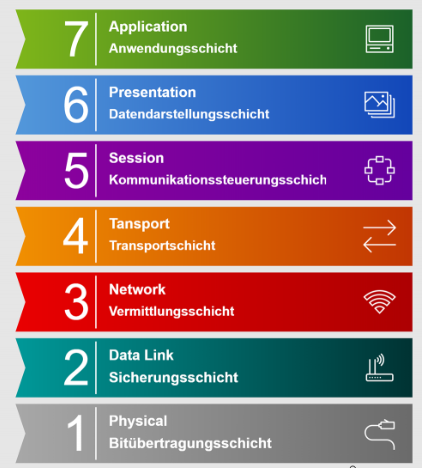 7
Application
Anwendungsschicht
6
Presentation
Datendarstellungsschicht
5
Session
Kommunikationssteuerungsschich
4
Tansport
Transportschicht
3
Network
Vermittlungsschicht
2
Data Link
Sicherungsschicht
1
Physical
Bitübertragungsschicht